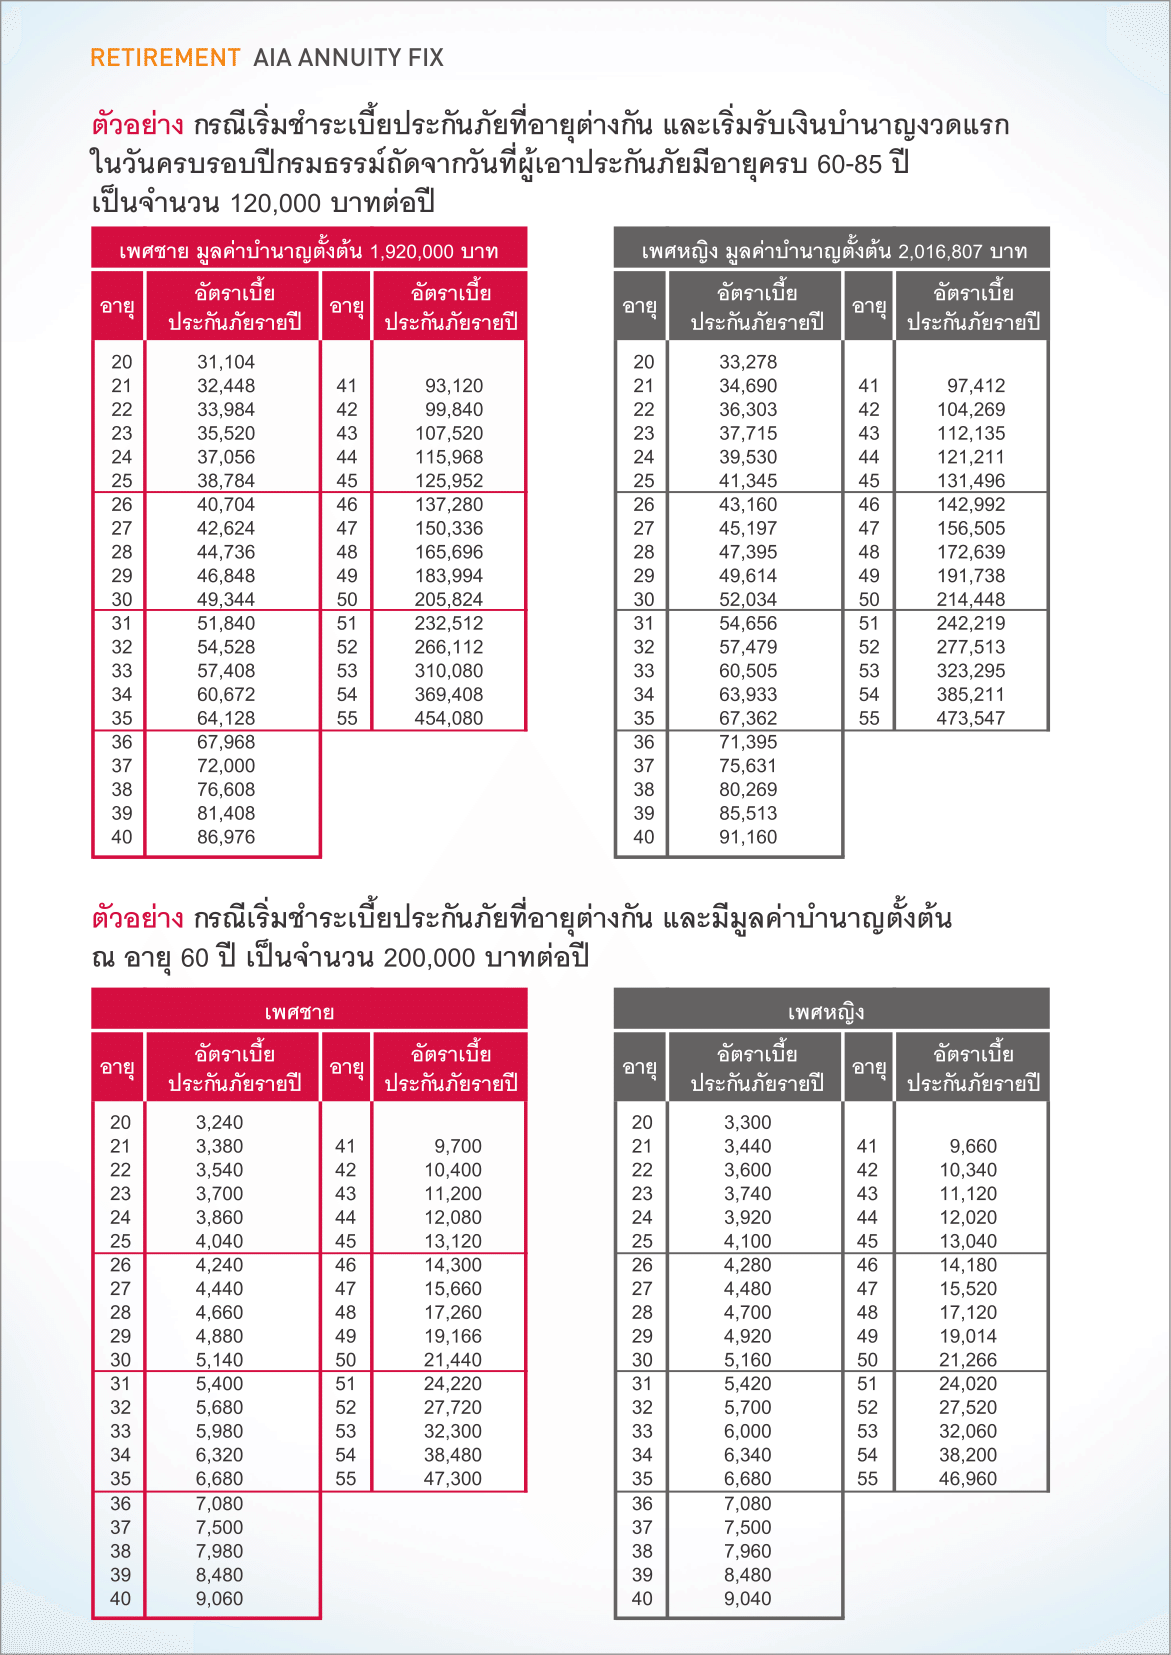 RETIREMENT AIA ANNUITY FIX
ตัวอย่าง กรณีเริ่มชำระเบี้ยประกันภัยที่อายุต่างกัน และเริ่มรับเงินบำนาญงวดแรก
ในวันครบรอบปีกรมธรรม์ถัดจากวันที่ผู้เอาประกันภัยมีอายุครบ 60-85 ปี
เป็นจำนวน 120,000 บาทต่อปี
เพศชาย มูลค่าบำนาญตั้งต้น 1,920,000 บาท
อายุ อัตราเบี้ย อายุ อัตราเบี้ย
ประกันภัยรายปี ประกันภัยรายปี
20 31,104
21 32,448 41 93,120
22 33,984 42 99,840
23 35,520 43 107,520
24 37,056 44 115,968
25 38,784 45 125,952
26 40,704 46 137,280
27 42,624 47 150,336
28 44,736 48 165,696
29 46,848 49 183,994
30 49,344 50 205,824
31 51,840 51 232,512
32 54,528 52 266,112
33 57,408 53 310,080
34 60,672 54 369,408
35 64,128 55 454,080
36 67,968
37 72,000
38 76,608
39 81,408
40 86,976
เพศหญิง มูลค่าบำนาญตั้งต้น 2,016,807 บาท
อายุ อัตราเบี้ย อายุ อัตราเบี้ย
ประกันภัยรายปี ประกันภัยรายปี
20 33,278
21 34,690 41 97,412
22 36,303 42 104,269
23 37,715 43 112,135
24 39,530 44 121,211
25 41,345 45 131,496
26 43,160 46 142,992
27 45,197 47 156,505
28 47,395 48 172,639
29 49,614 49 191,738
30 52,034 50 214,448
31 54,656 51 242,219
32 57,479 52 277,513
33 60,505 53 323,295
34 63,933 54 385,211
35 67,362 55 473,547
36 71,395
37 75,631
38 80,269
39 85,513
40 91,160
ตัวอย่าง กรณีเริ่มชำระเบี้ยประกันภัยที่อายุต่างกัน และมีมูลค่าบำนาญตั้งต้น
ณ อายุ 60 ปี เป็นจำนวน 200,000 บาทต่อปี
เพศชาย
อายุ อัตราเบี้ย อายุ อัตราเบี้ย
ประกันภัยรายปี ประกันภัยรายปี
20 3,240
21 3,380 41 9,700
22 3,540 42 10,400
23 3,700 43 11,200
24 3,860 44 12,080
25 4,040 45 13,120
26 4,240 46 14,300
27 4,440 47 15,660
28 4,660 48 17,260
29 4,880 49 19,166
30 5,140 50 21,440
31 5,400 51 24,220
32 5,680 52 27,720
33 5,980 53 32,300
34 6,320 54 38,480
35 6,680 55 47,300
36 7,080
37 7,500
38 7,980
39 8,480
40 9,060
เพศหญิง
อายุ อัตราเบี้ย อายุ อัตราเบี้ย
ประกันภัยรายปี ประกันภัยรายปี
20 3,300
21 3,440 41 9,660
22 3,600 42 10,340
23 3,740 43 11,120
24 3,920 44 12,020
25 4,100 45 13,040
26 4,280 46 14,180
27 4,480 47 15,520
28 4,700 48 17,120
29 4,920 49 19,014
30 5,160 50 21,266
31 5,420 51 24,020
32 5,700 52 27,520
33 6,000 53 32,060
34 6,340 54 38,200
35 6,680 55 46,960
36 7,080
37 7,500
38 7,960
39 8,480
40 9,040